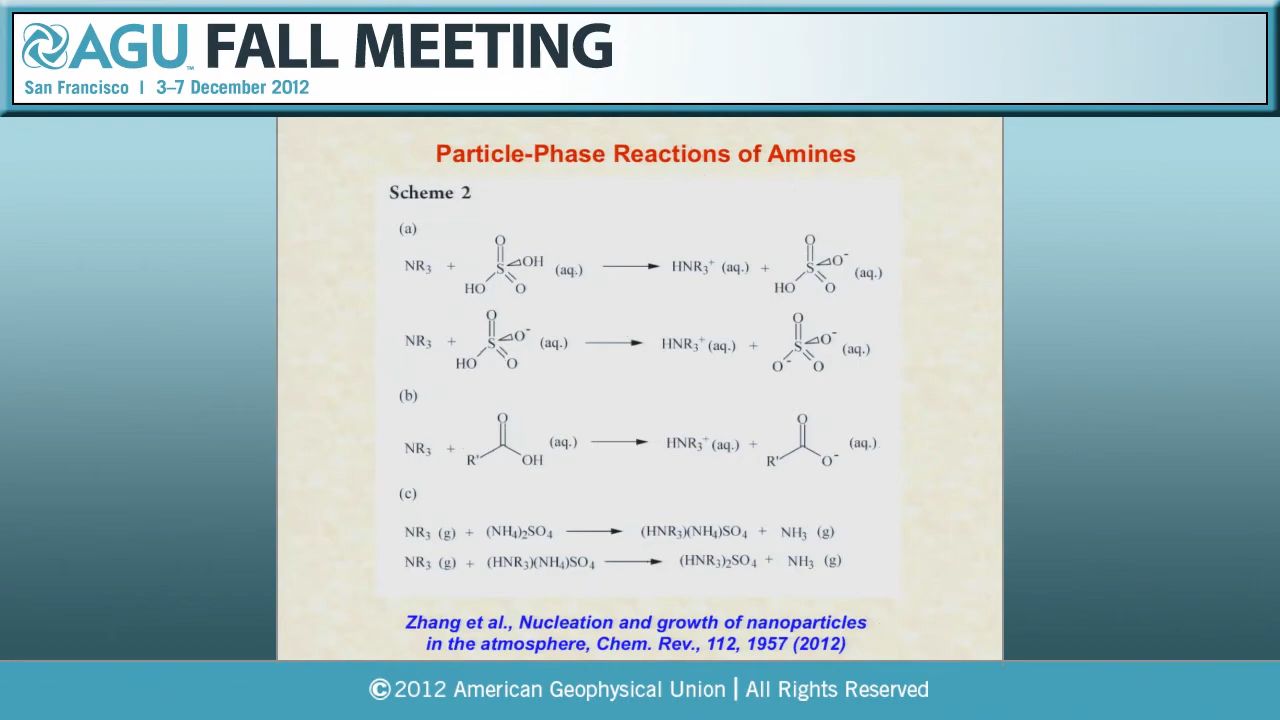 AGU™ FALL MEETING
San Francisco | 3–7 December 2012
Particle-Phase Reactions of Amines
Scheme 2
(a)
NR₃ + O S OH HO O (aq.) ⟶ HNR₃⁺ (aq.) + O S O⁻ HO O (aq.)
NR₃ + O S O⁻ HO O (aq.) ⟶ HNR₃⁺ (aq.) + O S O⁻ O⁻ O (aq.)
(b)
NR₃ + O R' OH (aq.) ⟶ HNR₃⁺ (aq.) + O R' O⁻ (aq.)
(c)
NR₃ (g) + (NH₄)₂SO₄ ⟶ (HNR₃)(NH₄)SO₄ + NH₃ (g)
NR₃ (g) + (HNR₃)(NH₄)SO₄ ⟶ (HNR₃)₂SO₄ + NH₃ (g)
Zhang et al., Nucleation and growth of nanoparticles
in the atmosphere, Chem. Rev., 112, 1957 (2012)
©2012 American Geophysical Union | All Rights Reserved